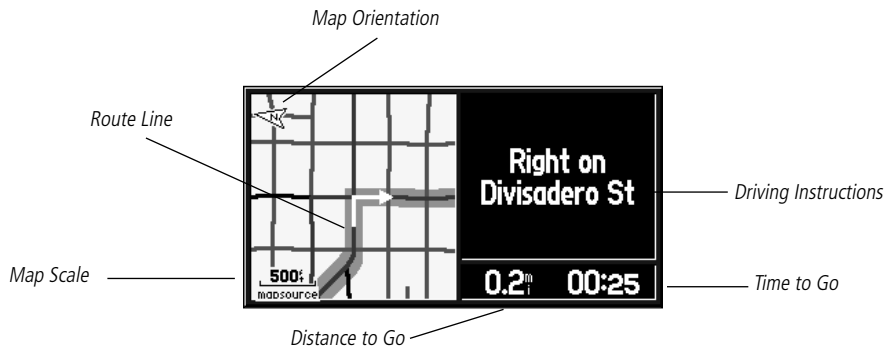 Map Orientation
Route Line
N
Right on
Divisadero St
Driving Instructions
Map Scale
500ft
mapsource
0.2mi 00:25
Time to Go
Distance to Go